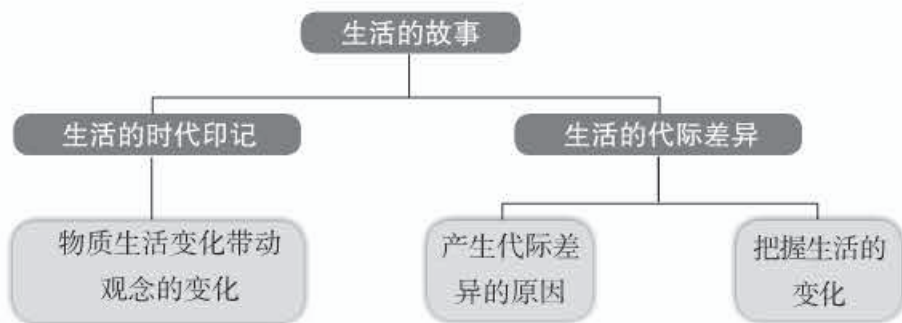 生活的故事
生活的时代印记
生活的代际差异
物质生活变化带动
观念的变化
产生代际差
异的原因
把握生活的
变化